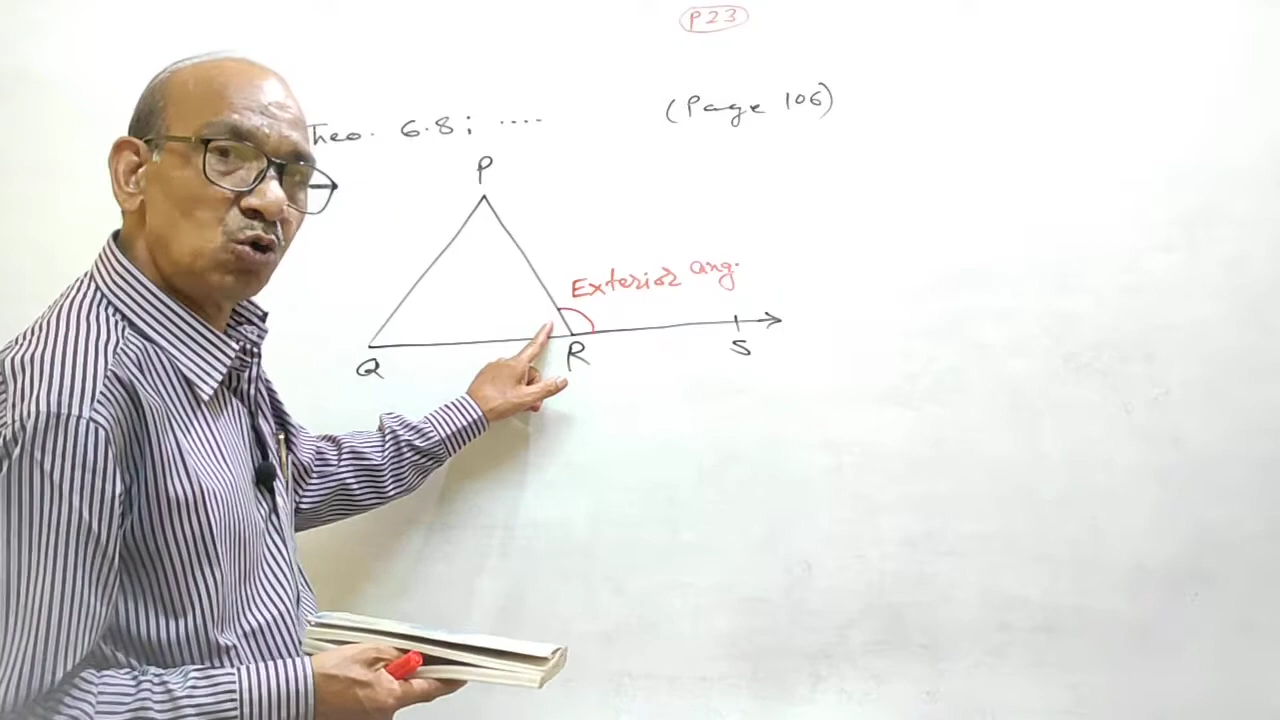 P23
Theo. 6.8; ....
(Page 106)
P
Exterior ang.
Q
R
S